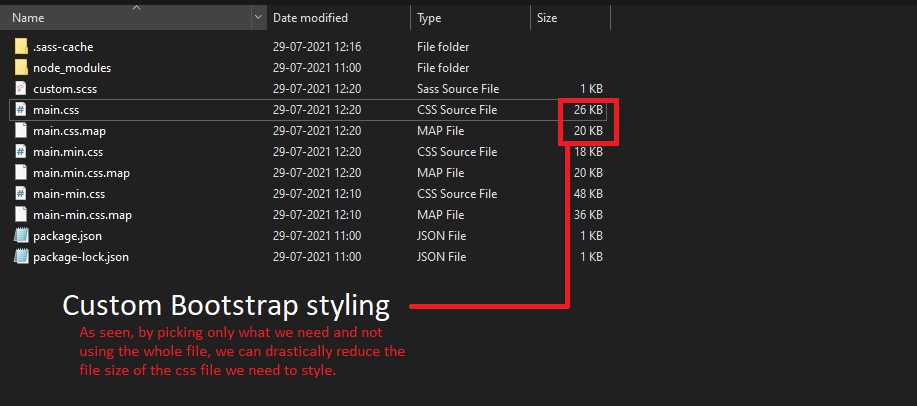 Name Date modified Type Size
.sass-cache 29-07-2021 12:16 File folder
node_modules 29-07-2021 11:00 File folder
custom.scss 29-07-2021 12:20 Sass Source File 1 KB
main.css 29-07-2021 12:20 CSS Source File 26 KB
main.css.map 29-07-2021 12:20 MAP File 20 KB
main.min.css 29-07-2021 12:20 CSS Source File 18 KB
main.min.css.map 29-07-2021 12:20 MAP File 20 KB
main-min.css 29-07-2021 12:10 CSS Source File 48 KB
main-min.css.map 29-07-2021 12:10 MAP File 36 KB
package.json 29-07-2021 11:00 JSON File 1 KB
package-lock.json 29-07-2021 11:00 JSON File 1 KB
Custom Bootstrap styling
As seen, by picking only what we need and not
using the whole file, we can drastically reduce the
file size of the css file we need to style.